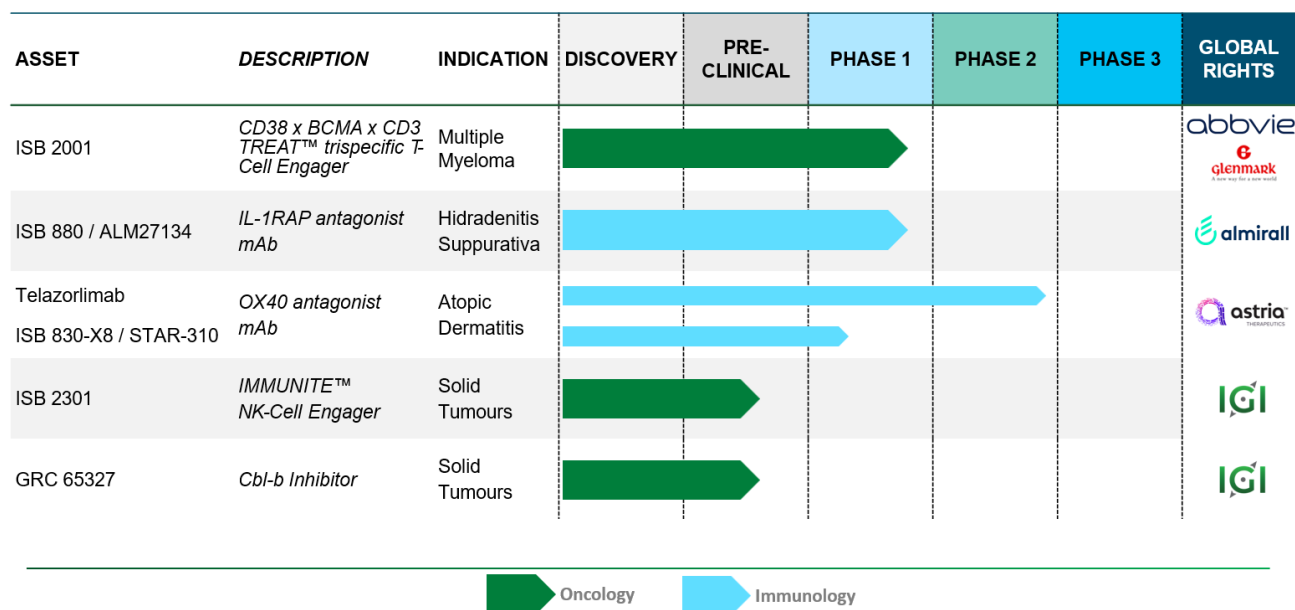 ASSET
DESCRIPTION
INDICATION
DISCOVERY
PRE-
CLINICAL
PHASE 1
PHASE 2
PHASE 3
GLOBAL
RIGHTS
ISB 2001
CD38 x BCMA x CD3
TREAT™ trispecific T-
Cell Engager
Multiple
Myeloma
abbvie
G
glenmark
A new way for a new world
ISB 880 / ALM27134
IL-1RAP antagonist
mAb
Hidradenitis
Suppurativa
almirall
Telazorlimab
ISB 830-X8 / STAR-310
OX40 antagonist
mAb
Atopic
Dermatitis
astria™
THERAPEUTICS
ISB 2301
IMMUNITE™
NK-Cell Engager
Solid
Tumours
IGI
GRC 65327
Cbl-b Inhibitor
Solid
Tumours
IGI
Oncology
Immunology